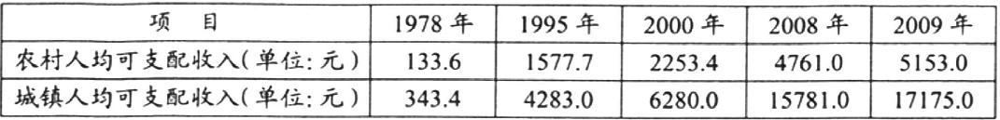 项 目 1978 年 1995 年 2000 年 2008 年 2009 年
农村人均可支配收入(单位:元) 133.6 1577.7 2253.4 4761.0 5153.0
城镇人均可支配收入(单位:元) 343.4 4283.0 6280.0 15781.0 17175.0